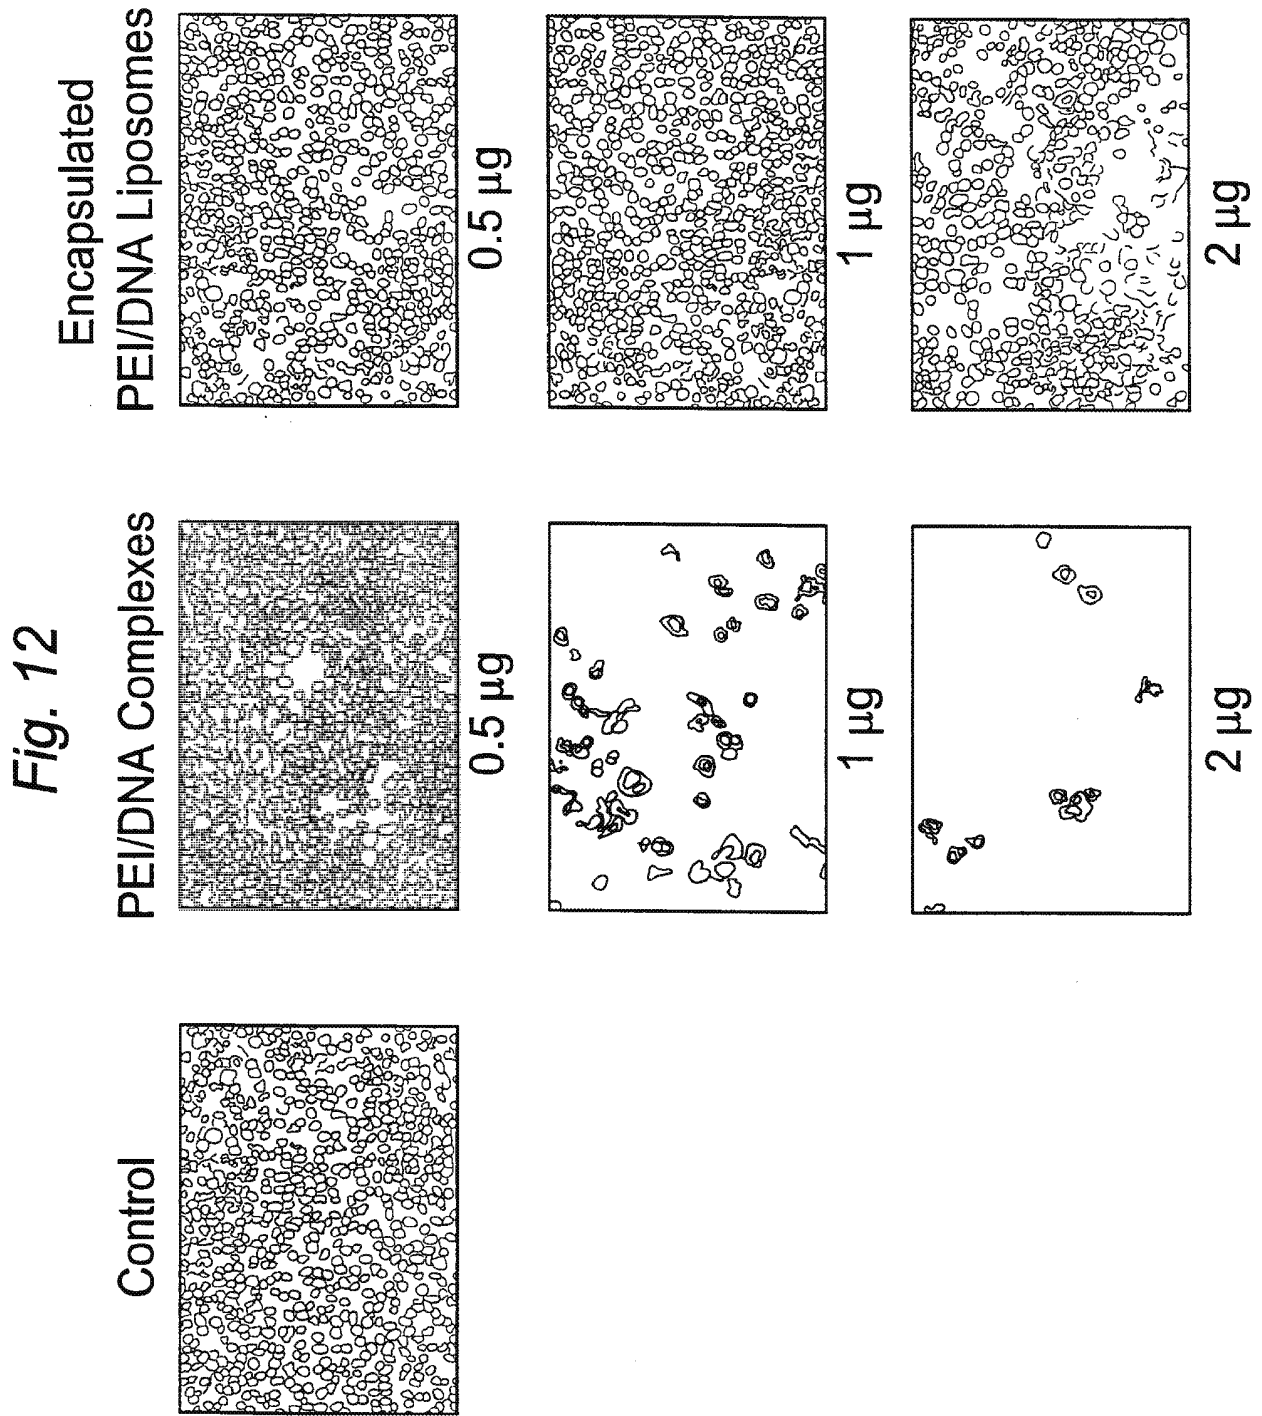 Fig. 12
Control
PEI/DNA Complexes
Encapsulated
PEI/DNA Liposomes
0.5 µg
0.5 µg
1 µg
1 µg
2 µg
2 µg